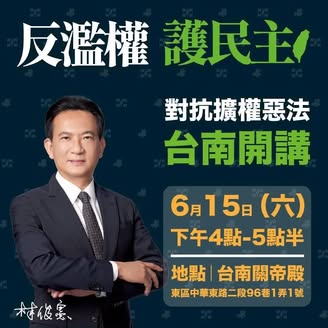 反濫權 護民主
對抗擴權惡法
台南開講
6月15日（六）
下午4點-5點半
地點｜台南關帝殿
東區中華東路二段96巷1弄1號
林俊憲